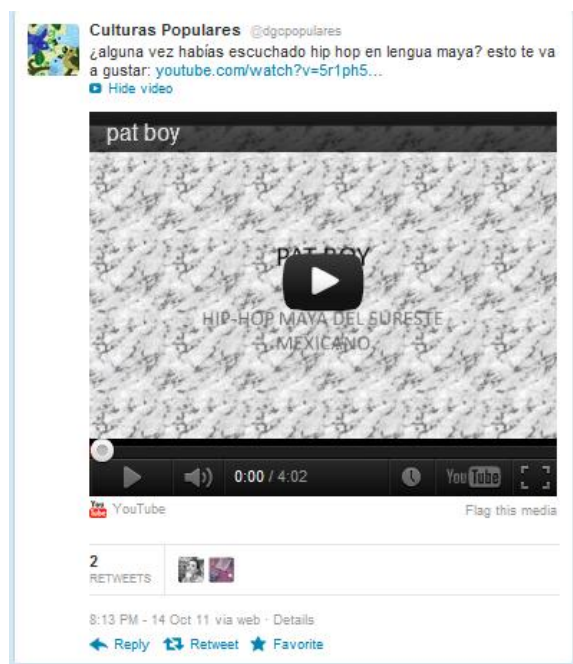 Culturas Populares @dgcpopulares
¿alguna vez habías escuchado hip hop en lengua maya? esto te va
a gustar: youtube.com/watch?v=5r1ph5...
Hide video
pat boy
PAT BOY
HIP-HOP MAYA DEL SURESTE
MEXICANO
0:00 / 4:02
YouTube
You Tube YouTube
Flag this media
2
RETWEETS
8:13 PM - 14 Oct 11 via web · Details
Reply Retweet Favorite